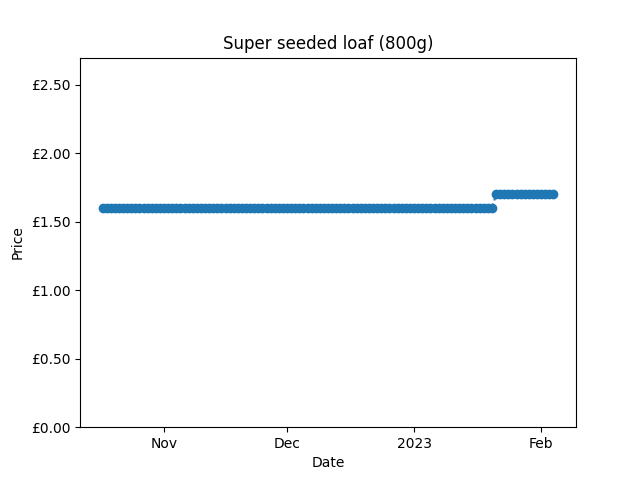 Super seeded loaf (800g)
£2.50
£2.00
£1.50
£1.00
£0.50
£0.00
Price
Nov Dec 2023 Feb
Date